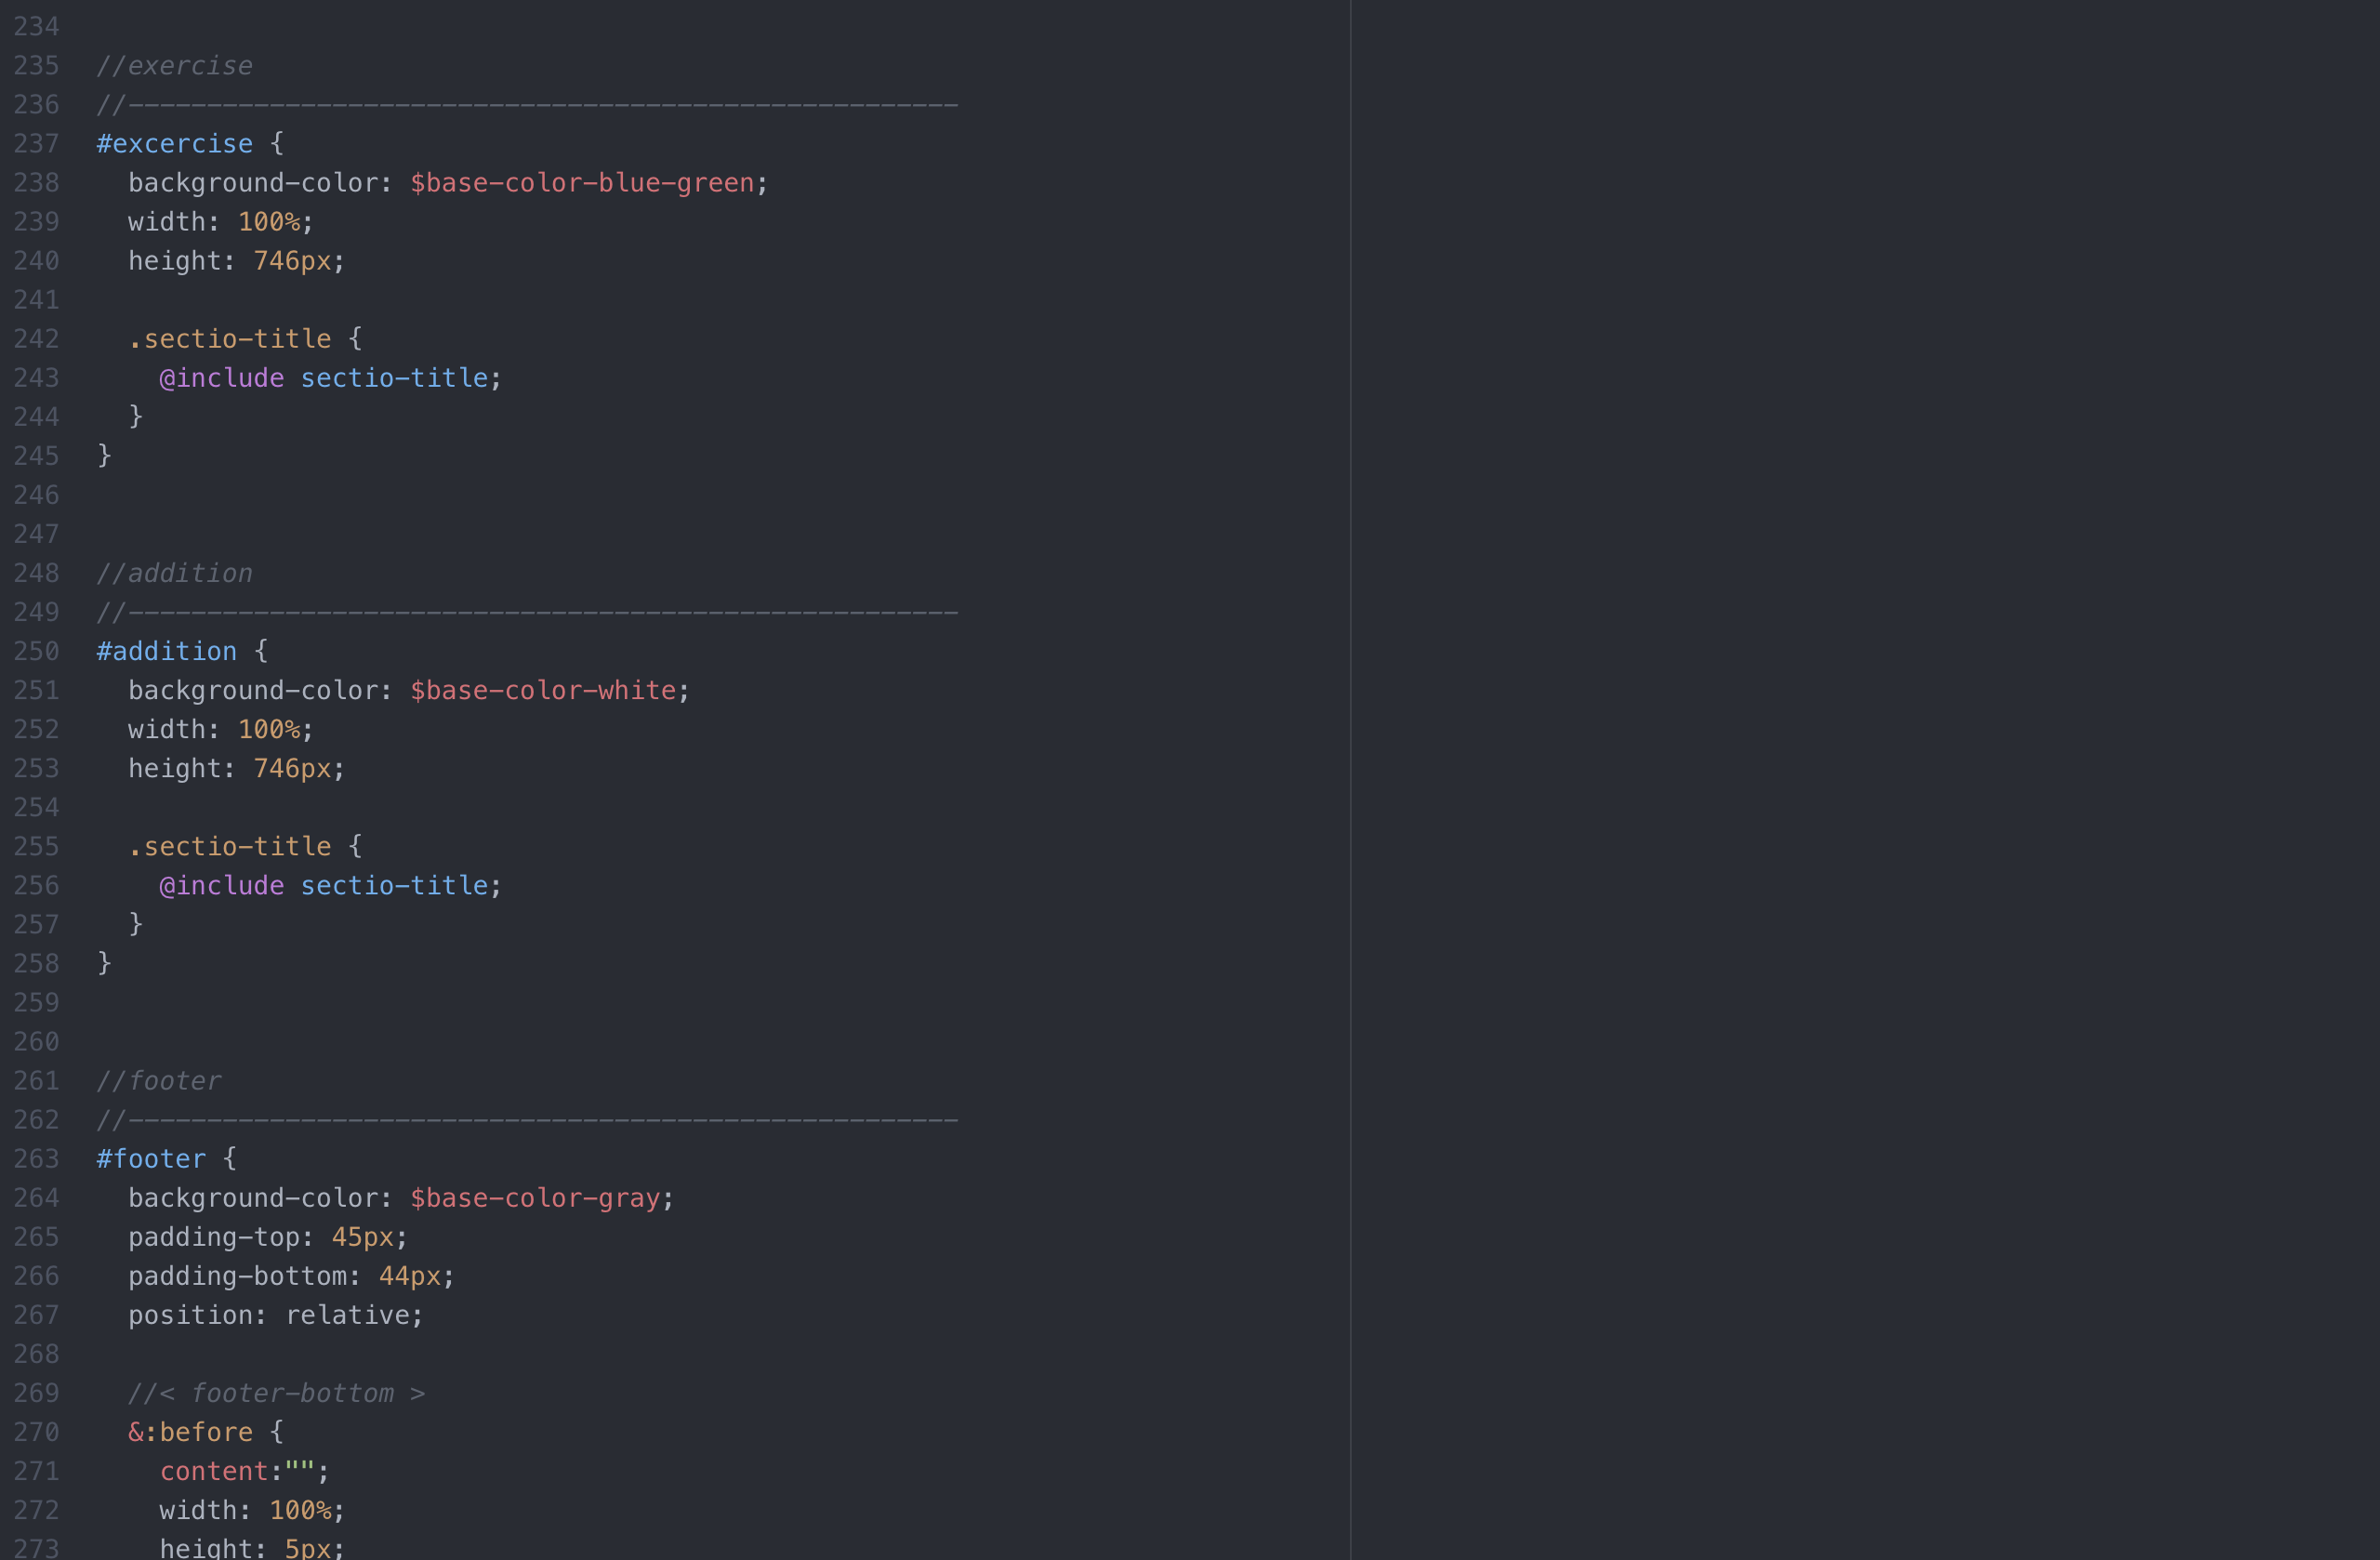 234
235 //exercise
236 //-----------------------------------------------------
237 #excercise {
238   background-color: $base-color-blue-green;
239   width: 100%;
240   height: 746px;
241
242   .sectio-title {
243     @include sectio-title;
244   }
245 }
246
247
248 //addition
249 //-----------------------------------------------------
250 #addition {
251   background-color: $base-color-white;
252   width: 100%;
253   height: 746px;
254
255   .sectio-title {
256     @include sectio-title;
257   }
258 }
259
260
261 //footer
262 //-----------------------------------------------------
263 #footer {
264   background-color: $base-color-gray;
265   padding-top: 45px;
266   padding-bottom: 44px;
267   position: relative;
268
269   //< footer-bottom >
270   &:before {
271     content:"";
272     width: 100%;
273     height: 5px;